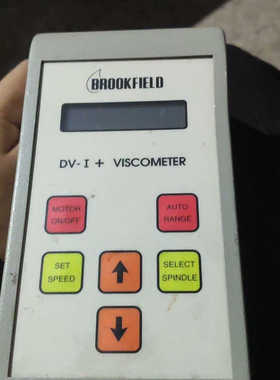 BROOKFIELD
DV-I + VISCOMETER
MOTOR
ON/OFF
AUTO
RANGE
SET
SPEED
SELECT
SPINDLE